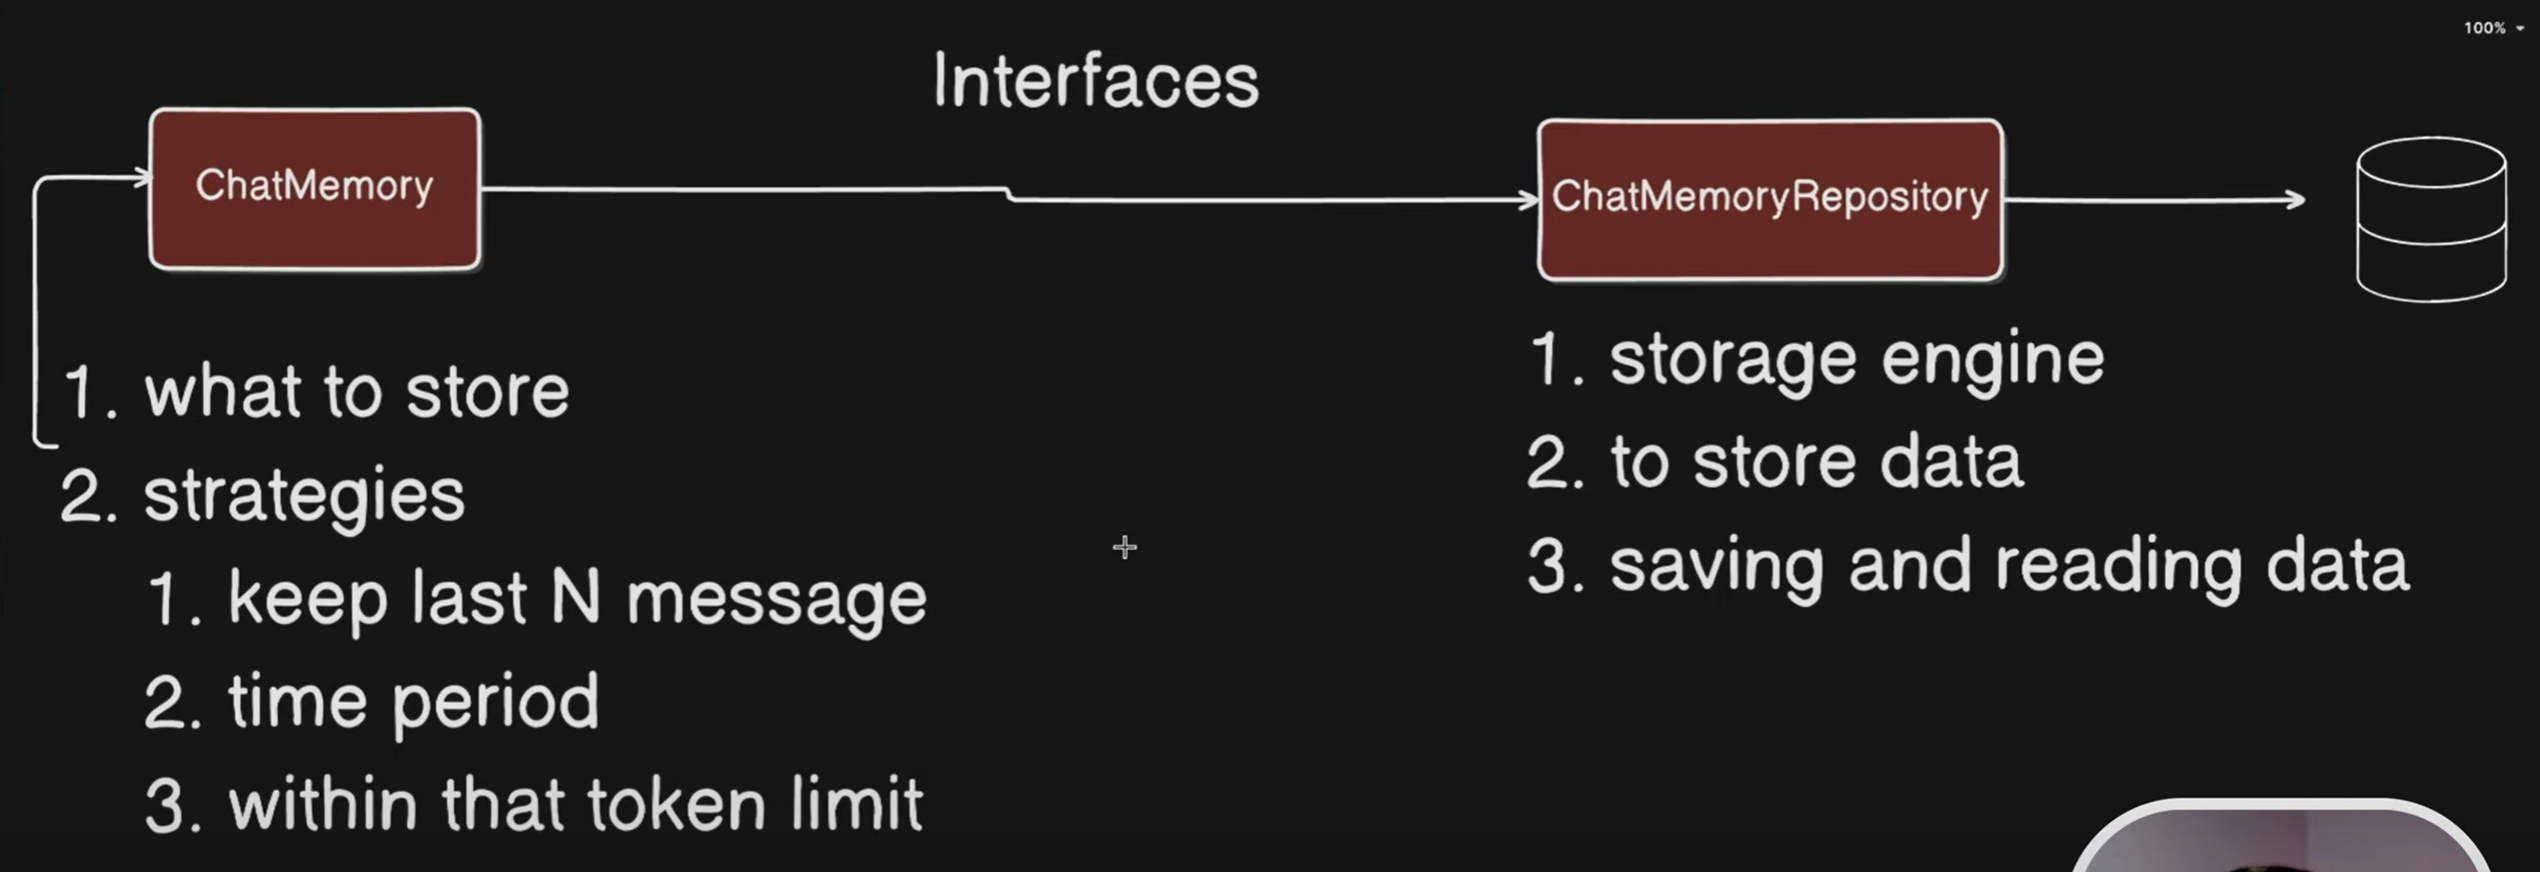 100%
Interfaces
ChatMemory
ChatMemoryRepository
1. what to store
2. strategies
1. keep last N message
2. time period
3. within that token limit
1. storage engine
2. to store data
3. saving and reading data